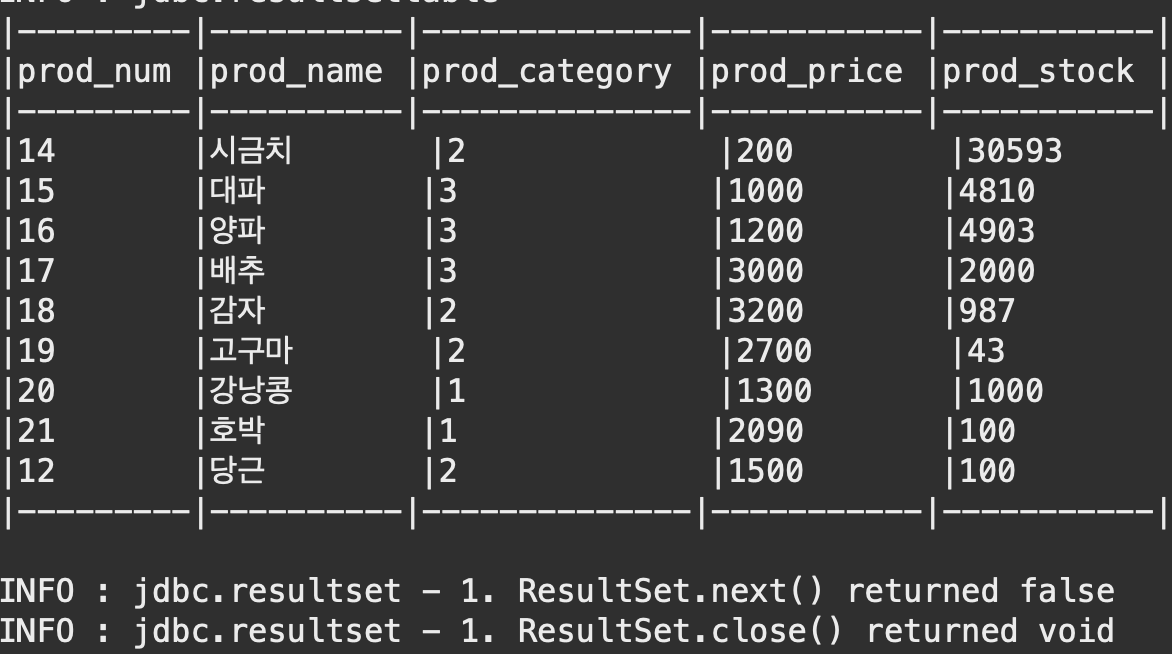 INFO : jdbc.resultsettable
|---------|----------|--------------|-----------|-----------|
|prod_num |prod_name |prod_category |prod_price |prod_stock |
|---------|----------|--------------|-----------|-----------|
|14 |시금치 |2 |200 |30593
|15 |대파 |3 |1000 |4810
|16 |양파 |3 |1200 |4903
|17 |배추 |3 |3000 |2000
|18 |감자 |2 |3200 |987
|19 |고구마 |2 |2700 |43
|20 |강낭콩 |1 |1300 |1000
|21 |호박 |1 |2090 |100
|12 |당근 |2 |1500 |100
|---------|----------|--------------|-----------|-----------|
INFO : jdbc.resultset - 1. ResultSet.next() returned false
INFO : jdbc.resultset - 1. ResultSet.close() returned void